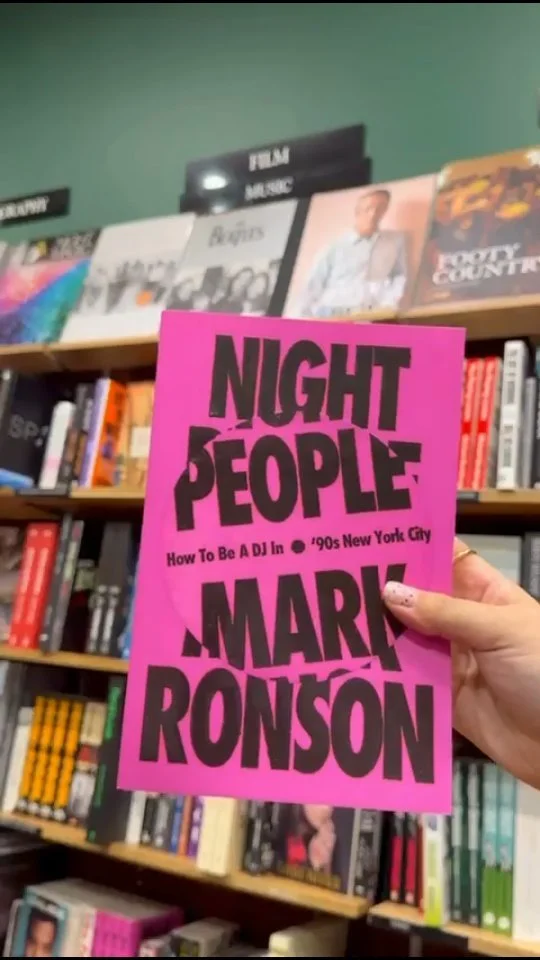 FILM
MUSIC
THE BEATLES
FOOTY
COUNTRY
NIGHT
PEOPLE
How To Be A DJ In ● '90s New York City
MARK
RONSON